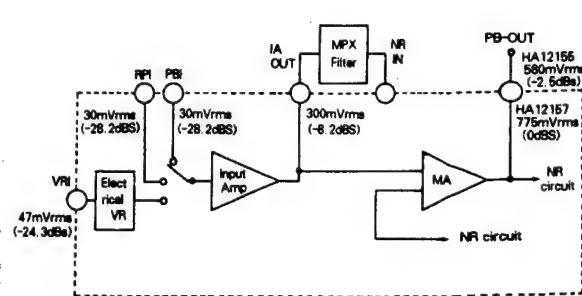 PB-OUT
HA12155
580mVrms
(-2.5dBs)
IA
OUT
MPX
Filter
NR
IN
RPI
PBI
30mVrms
(-28.2dBS)
30mVrms
(-28.2dBS)
300mVrms
(-8.2dBS)
HA12157
775mVrms
(0dBS)
VRI
Elect
rical
VR
Input
Amp
MA
NR
circuit
47mVrms
(-24.3dBs)
NR circuit